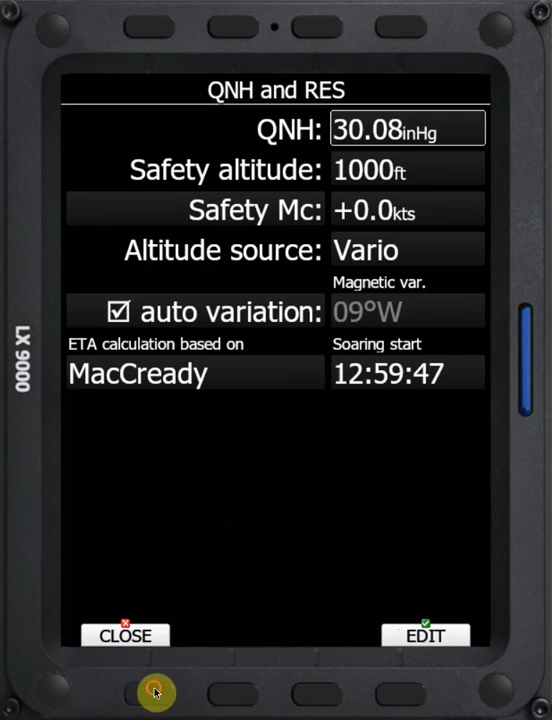 QNH and RES
QNH: 30.08inHg
Safety altitude: 1000ft
Safety Mc: +0.0kts
Altitude source: Vario
Magnetic var.
auto variation: 09°W
ETA calculation based on Soaring start
MacCready 12:59:47
LX 9000
CLOSE EDIT